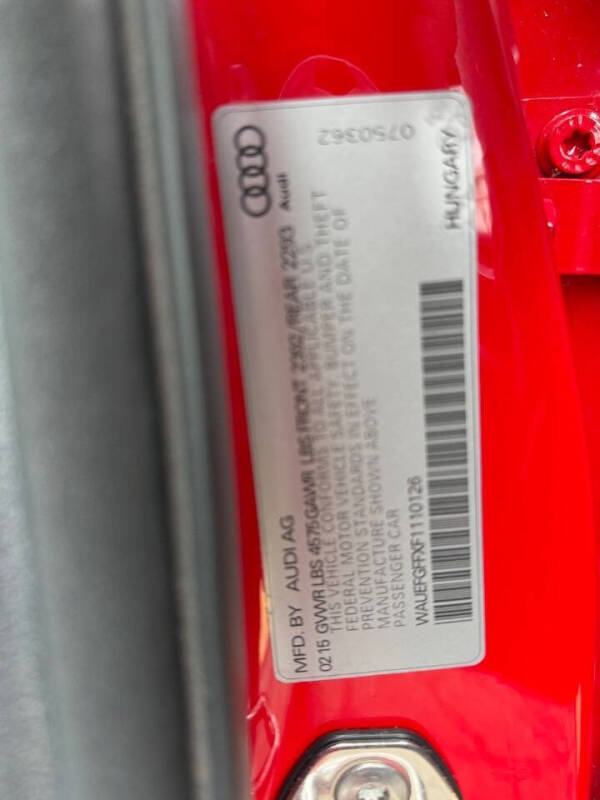 MFD. BY AUDI AG
Audi
0215 GVWR LBS 4575 GAWR LBS FRONT 2392/REAR 2293
THIS VEHICLE CONFORMS TO ALL APPLICABLE U.S.
FEDERAL MOTOR VEHICLE SAFETY, BUMPER AND THEFT
PREVENTION STANDARDS IN EFFECT ON THE DATE OF
MANUFACTURE SHOWN ABOVE
PASSENGER CAR
WAUEFGFFXF1110126
HUNGARY
0750362